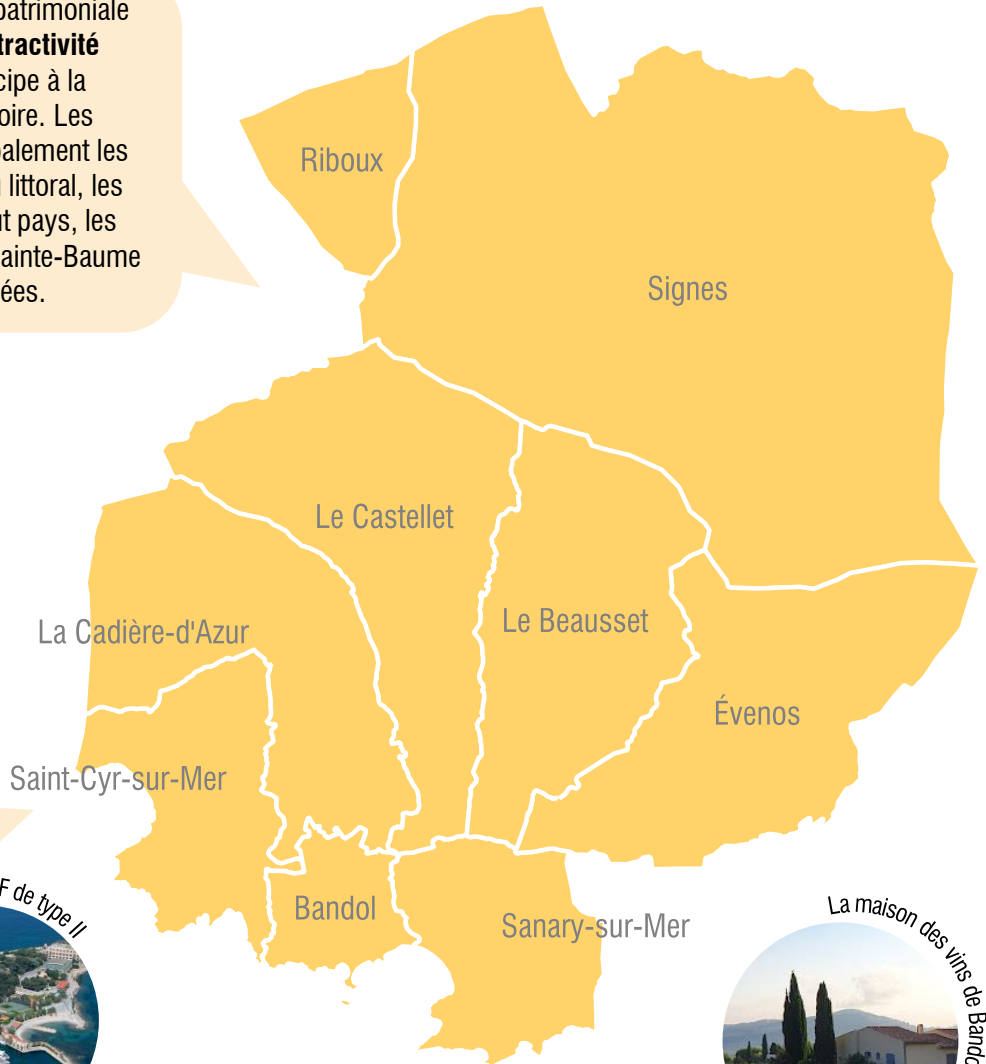 patrimoniale
tractivité
cipe à la
oire. Les
palement les
littoral, les
ut pays, les
ainte-Baume
ées.
Riboux
Signes
Le Castellet
Le Beausset
La Cadière-d'Azur
Évenos
Saint-Cyr-sur-Mer
Bandol
Sanary-sur-Mer
F de type II
La maison des vins de Bando